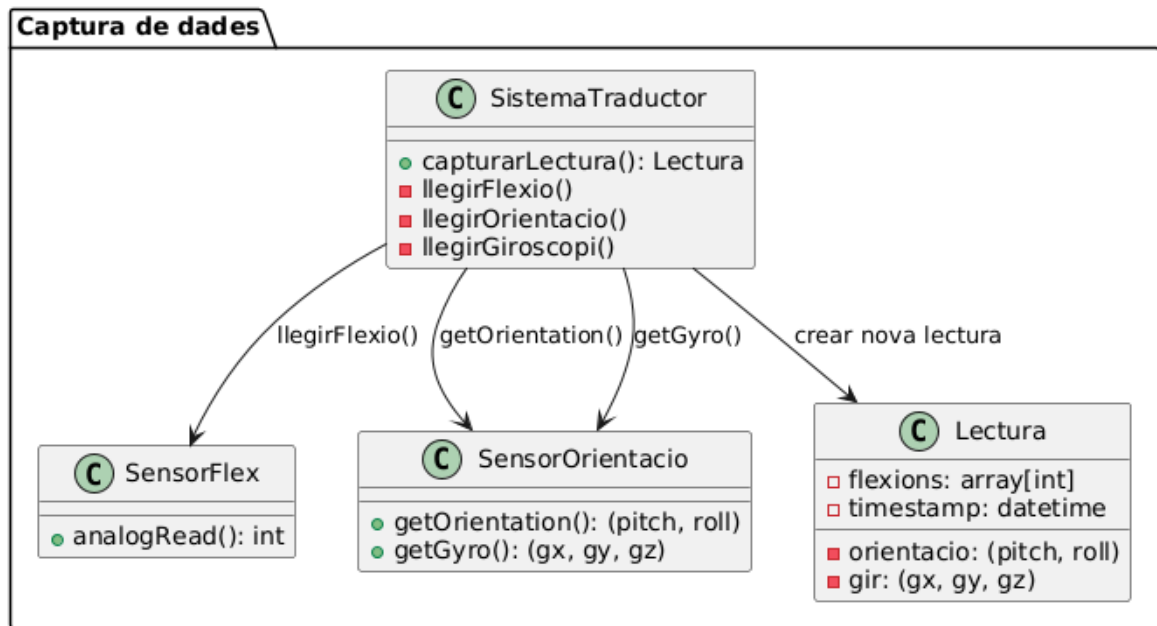 Captura de dades
C SistemaTraductor
capturarLectura(): Lectura
llegirFlexio()
llegirOrientacio()
llegirGiroscopi()
llegirFlexio()
getOrientation()
getGyro()
crear nova lectura
C SensorFlex
analogRead(): int
C SensorOrientacio
getOrientation(): (pitch, roll)
getGyro(): (gx, gy, gz)
C Lectura
flexions: array[int]
timestamp: datetime
orientacio: (pitch, roll)
gir: (gx, gy, gz)